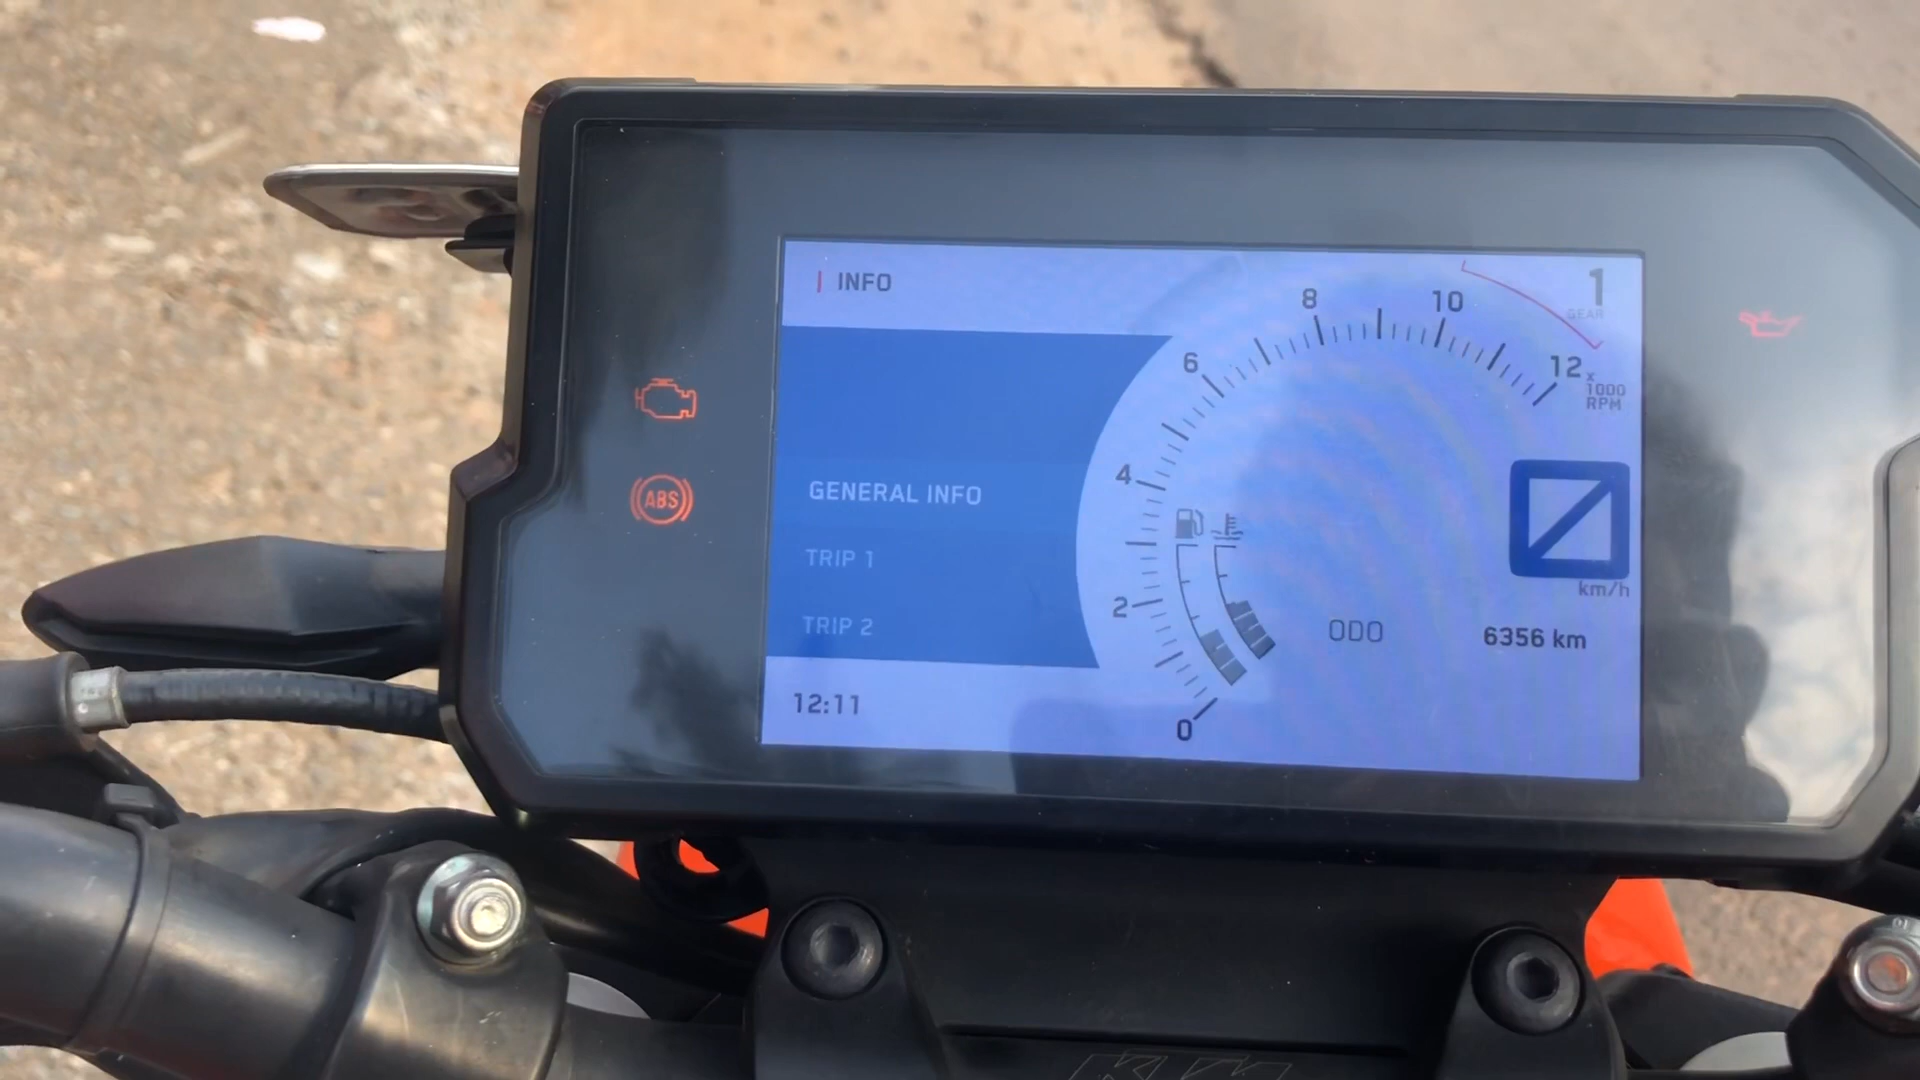 INFO
GENERAL INFO
TRIP 1
TRIP 2
12:11
ABS
0
2
4
6
8
10
12
x
1000
RPM
1
GEAR
km/h
ODO
6356 km
KTM